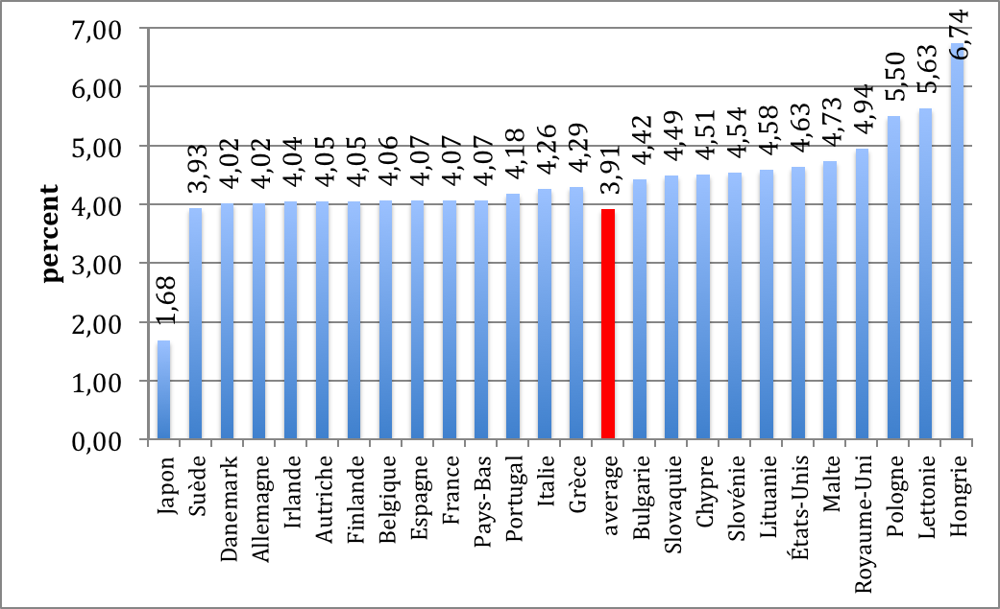 percent
7,00
6,00
5,00
4,00
3,00
2,00
1,00
0,00
1,68
3,93
4,02
4,02
4,04
4,05
4,05
4,06
4,07
4,07
4,07
4,18
4,26
4,29
3,91
4,42
4,49
4,51
4,54
4,58
4,63
4,73
4,94
5,50
5,63
6,74
Japon
Suède
Danemark
Allemagne
Irlande
Autriche
Finlande
Belgique
Espagne
France
Pays-Bas
Portugal
Italie
Grèce
average
Bulgarie
Slovaquie
Chypre
Slovénie
Lituanie
États-Unis
Malte
Royaume-Uni
Pologne
Lettonie
Hongrie